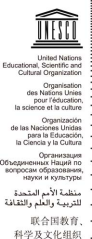 UNESCO
United Nations
Educational, Scientific and
Cultural Organization
Organisation
des Nations Unies
pour l'éducation,
la science et la culture
Organización
de las Naciones Unidas
para la Educación,
la Ciencia y la Cultura
Организация
Объединенных Наций по
вопросам образования,
науки и культуры
منظمة الأمم المتحدة
للتربية والعلم والثقافة
联合国教育、
科学及文化组织